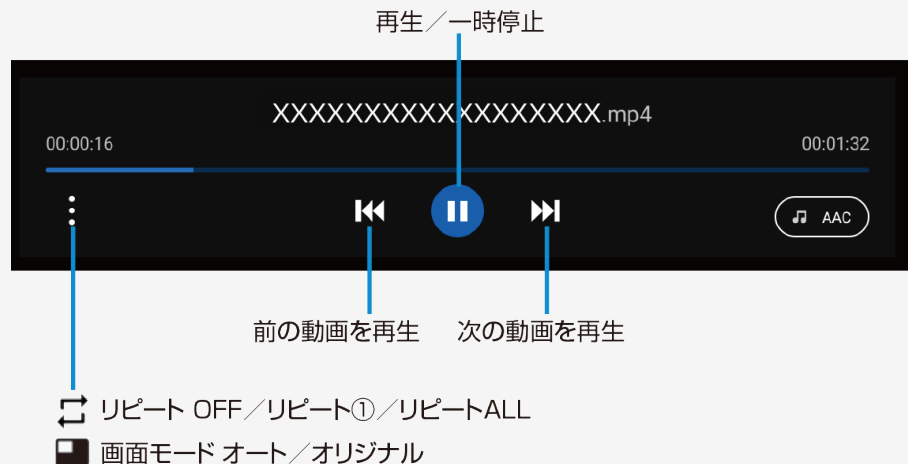 再生／一時停止
XXXXXXXXXXXXXXXXXX.mp4
00:00:16
00:01:32
AAC
前の動画を再生
次の動画を再生
リピート OFF／リピート①／リピートALL
画面モード オート／オリジナル